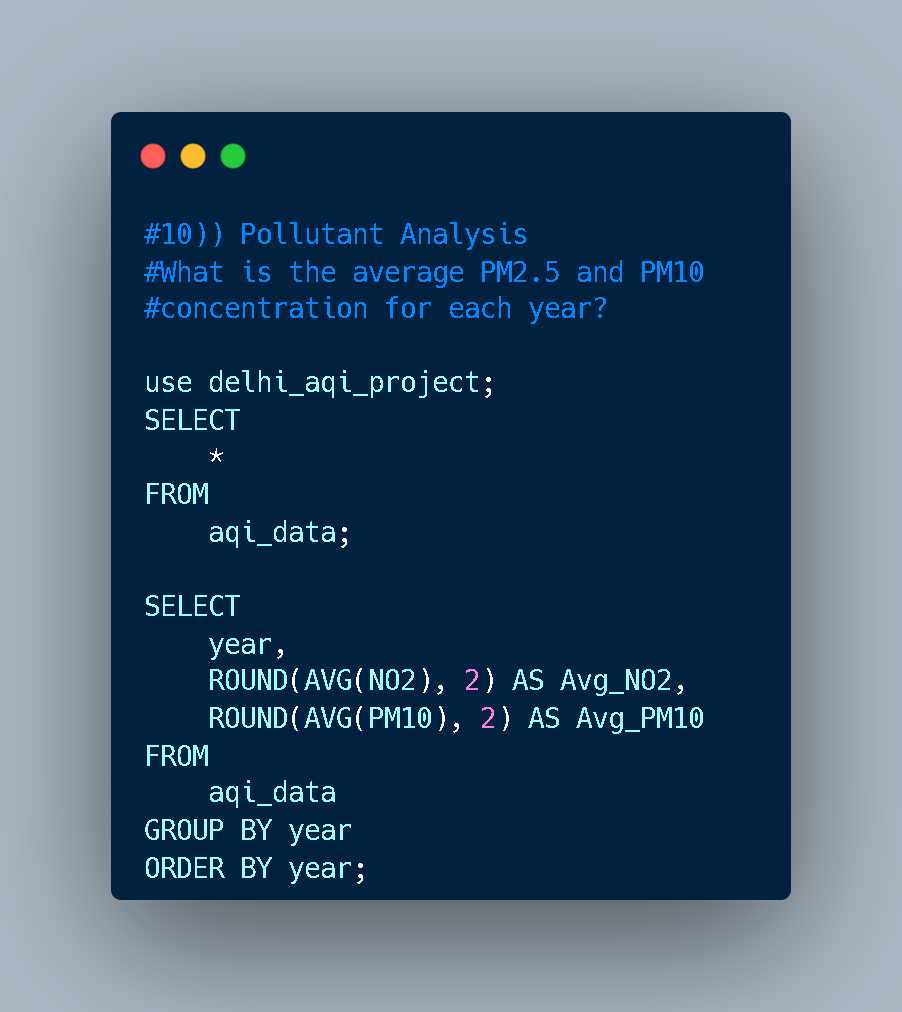 #10)) Pollutant Analysis
#What is the average PM2.5 and PM10
#concentration for each year?
use delhi_aqi_project;
SELECT
    *
FROM
    aqi_data;
SELECT
    year,
    ROUND(AVG(NO2), 2) AS Avg_NO2,
    ROUND(AVG(PM10), 2) AS Avg_PM10
FROM
    aqi_data
GROUP BY year
ORDER BY year;